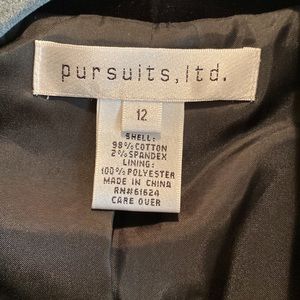 pursuits, ltd.
12
SHELL:
98% COTTON
2% SPANDEX
LINING:
100% POLYESTER
MADE IN CHINA
RN#61624
CARE OVER